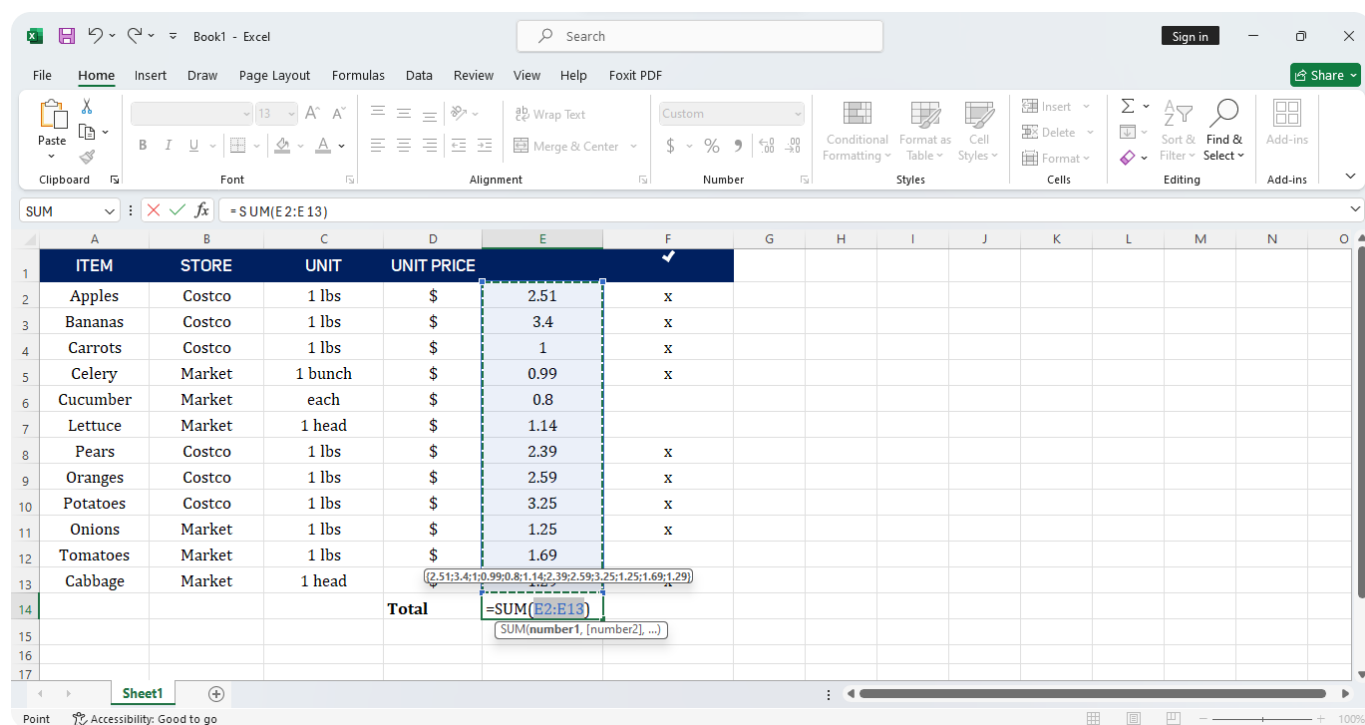 Book1 - Excel Search Sign in
File Home Insert Draw Page Layout Formulas Data Review View Help Foxit PDF Share
13 A^ A˅ ab Wrap Text Custom Insert Σ
Paste B I U A Merge & Center $ % 9 Conditional Formatting Format as Table Cell Styles Delete Format Sort & Filter Find & Select Add-ins
Clipboard Font Alignment Number Styles Cells Editing Add-ins
SUM fx =SUM(E2:E13)
A B C D E F G H I J K L M N O
1 ITEM STORE UNIT UNIT PRICE ✓
2 Apples Costco 1 lbs $ 2.51 x
3 Bananas Costco 1 lbs $ 3.4 x
4 Carrots Costco 1 lbs $ 1 x
5 Celery Market 1 bunch $ 0.99 x
6 Cucumber Market each $ 0.8
7 Lettuce Market 1 head $ 1.14
8 Pears Costco 1 lbs $ 2.39 x
9 Oranges Costco 1 lbs $ 2.59 x
10 Potatoes Costco 1 lbs $ 3.25 x
11 Onions Market 1 lbs $ 1.25 x
12 Tomatoes Market 1 lbs $ 1.69
{2.51;3.4;1;0.99;0.8;1.14;2.39;2.59;3.25;1.25;1.69;1.29}
13 Cabbage Market 1 head
14 Total =SUM(E2:E13)
15 SUM(number1, [number2], ...)
16
17
Sheet1
Point Accessibility: Good to go 100%